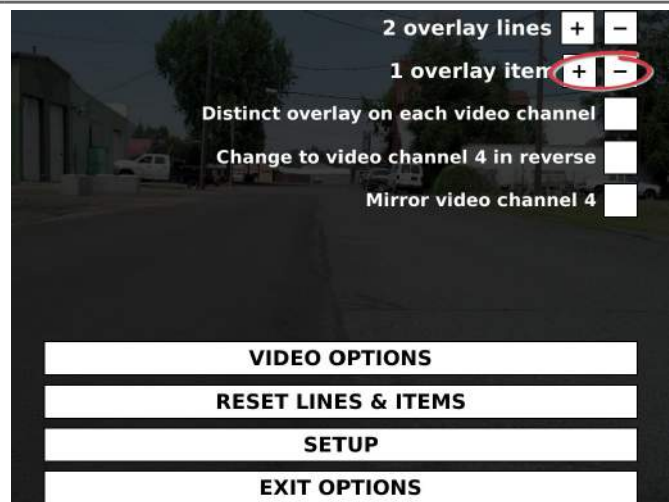 2 overlay lines + −
1 overlay item + −
Distinct overlay on each video channel
Change to video channel 4 in reverse
Mirror video channel 4
VIDEO OPTIONS
RESET LINES & ITEMS
SETUP
EXIT OPTIONS